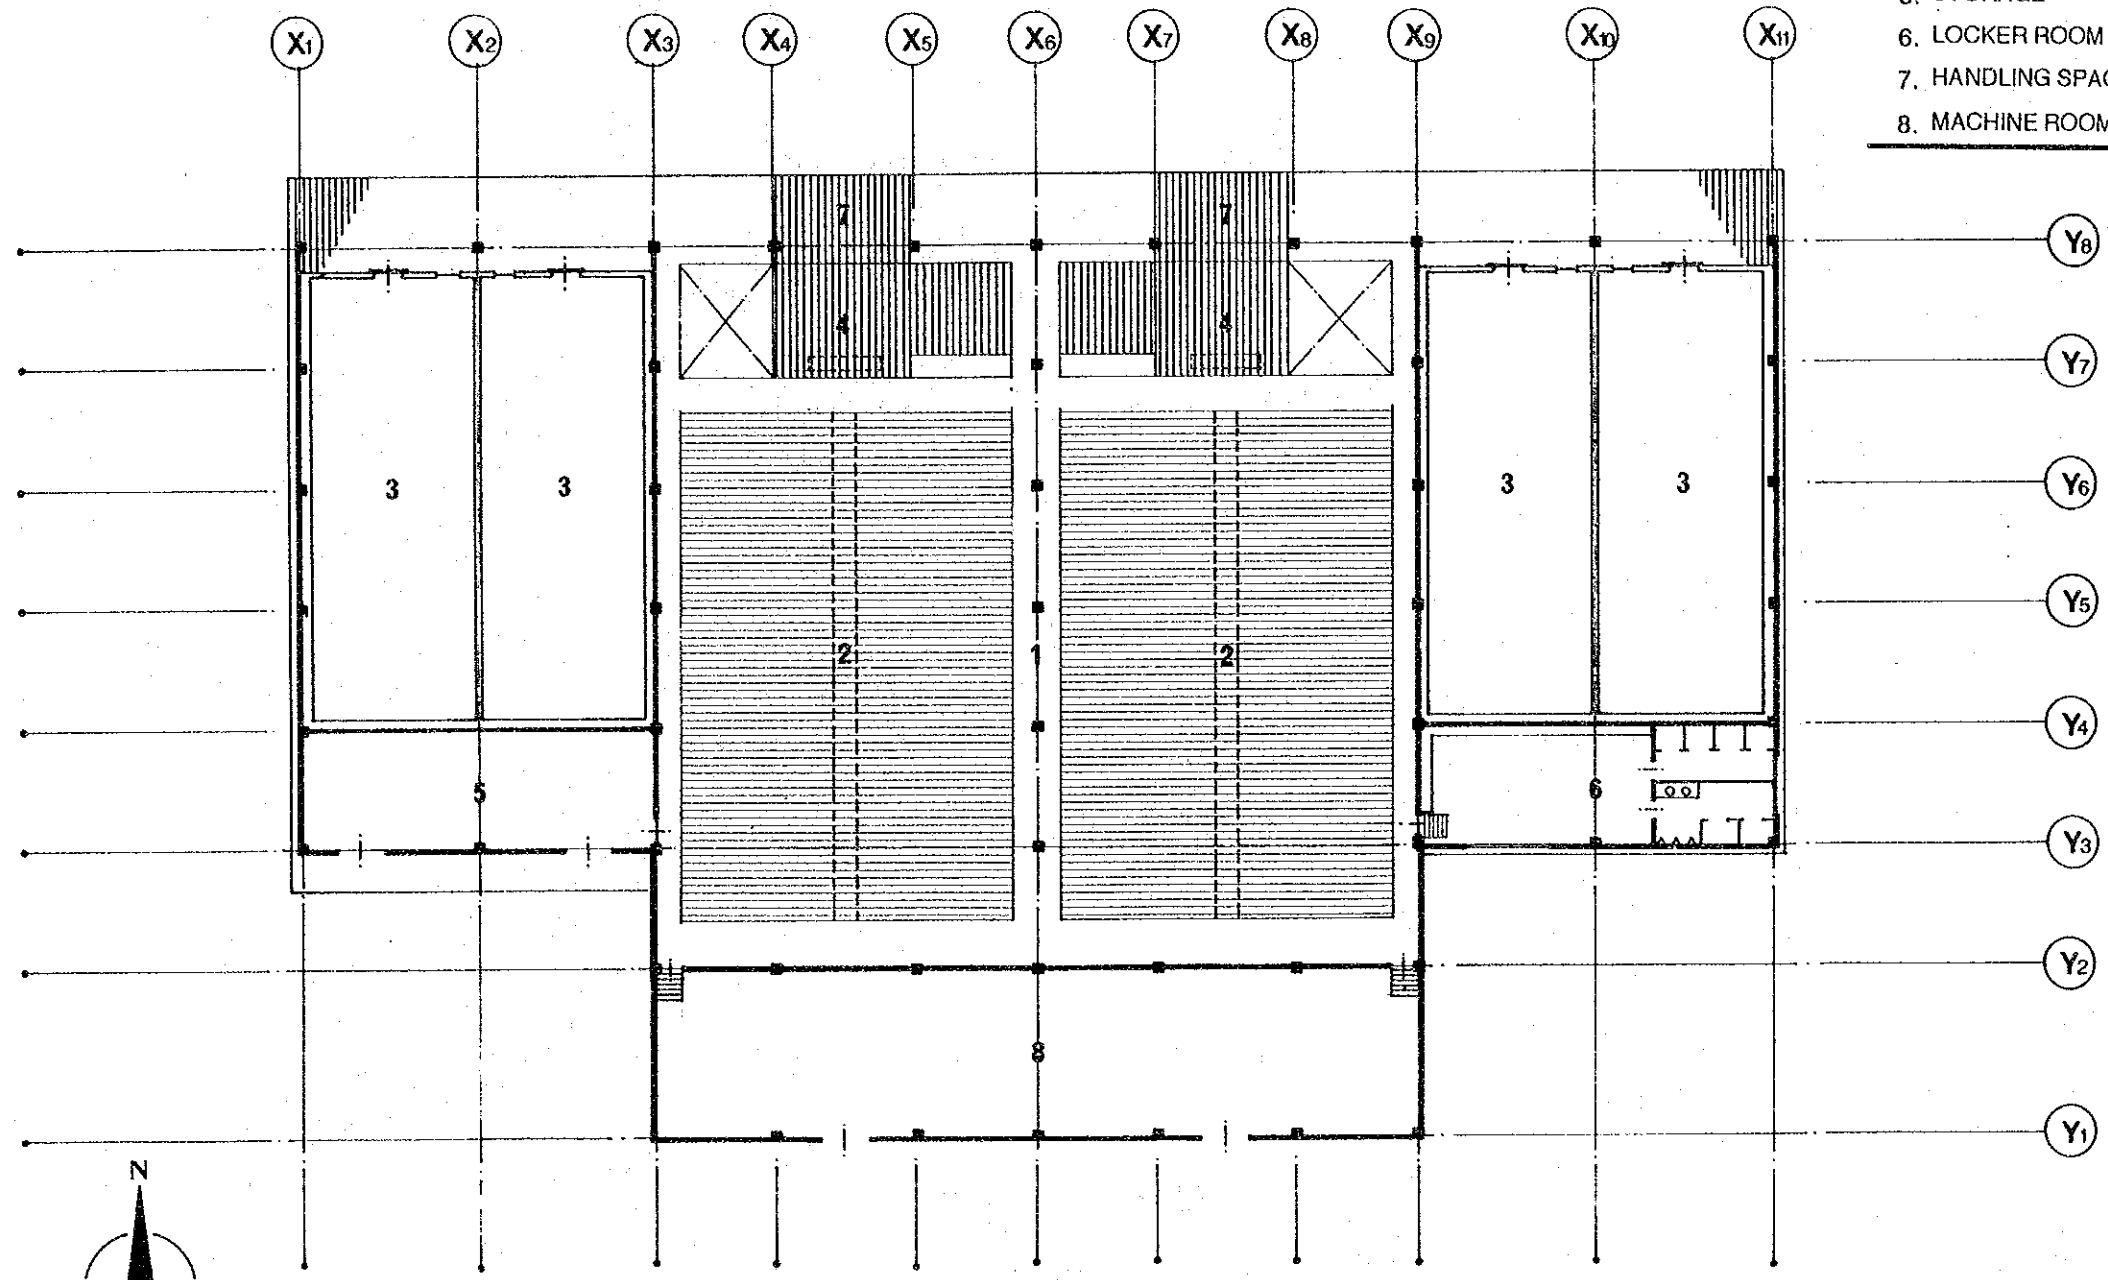 X1 X2 X3 X4 X5 X6 X7 X8 X9 X10 X11
6. LOCKER ROOM
7. HANDLING SPAC
8. MACHINE ROOM
7 7
Y8
4 4
Y7
3 3 3 3
Y6
Y5
2 1 2
Y4
5 6
Y3
Y2
8
Y1
N